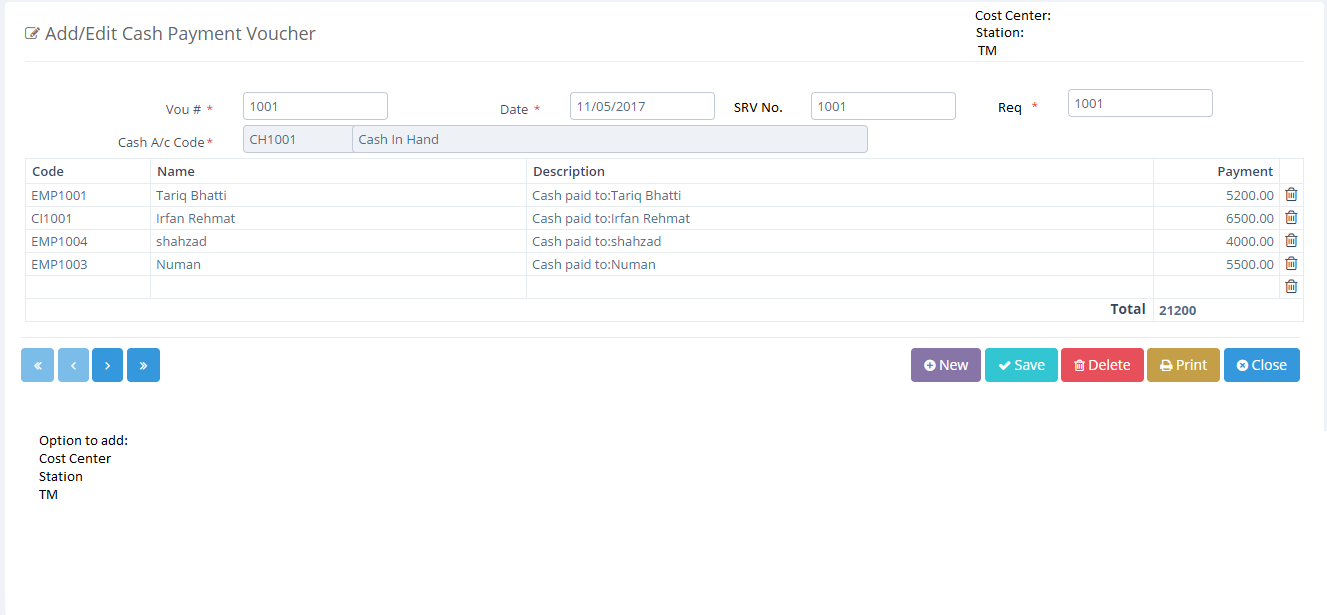 Add/Edit Cash Payment Voucher
Cost Center:
Station:
TM
Vou # * 1001 Date * 11/05/2017 SRV No. 1001 Req * 1001
Cash A/c Code* CH1001 Cash In Hand
Code Name Description Payment
EMP1001 Tariq Bhatti Cash paid to:Tariq Bhatti 5200.00
CI1001 Irfan Rehmat Cash paid to:Irfan Rehmat 6500.00
EMP1004 shahzad Cash paid to:shahzad 4000.00
EMP1003 Numan Cash paid to:Numan 5500.00
Total 21200
« ‹ › » New Save Delete Print Close
Option to add:
Cost Center
Station
TM